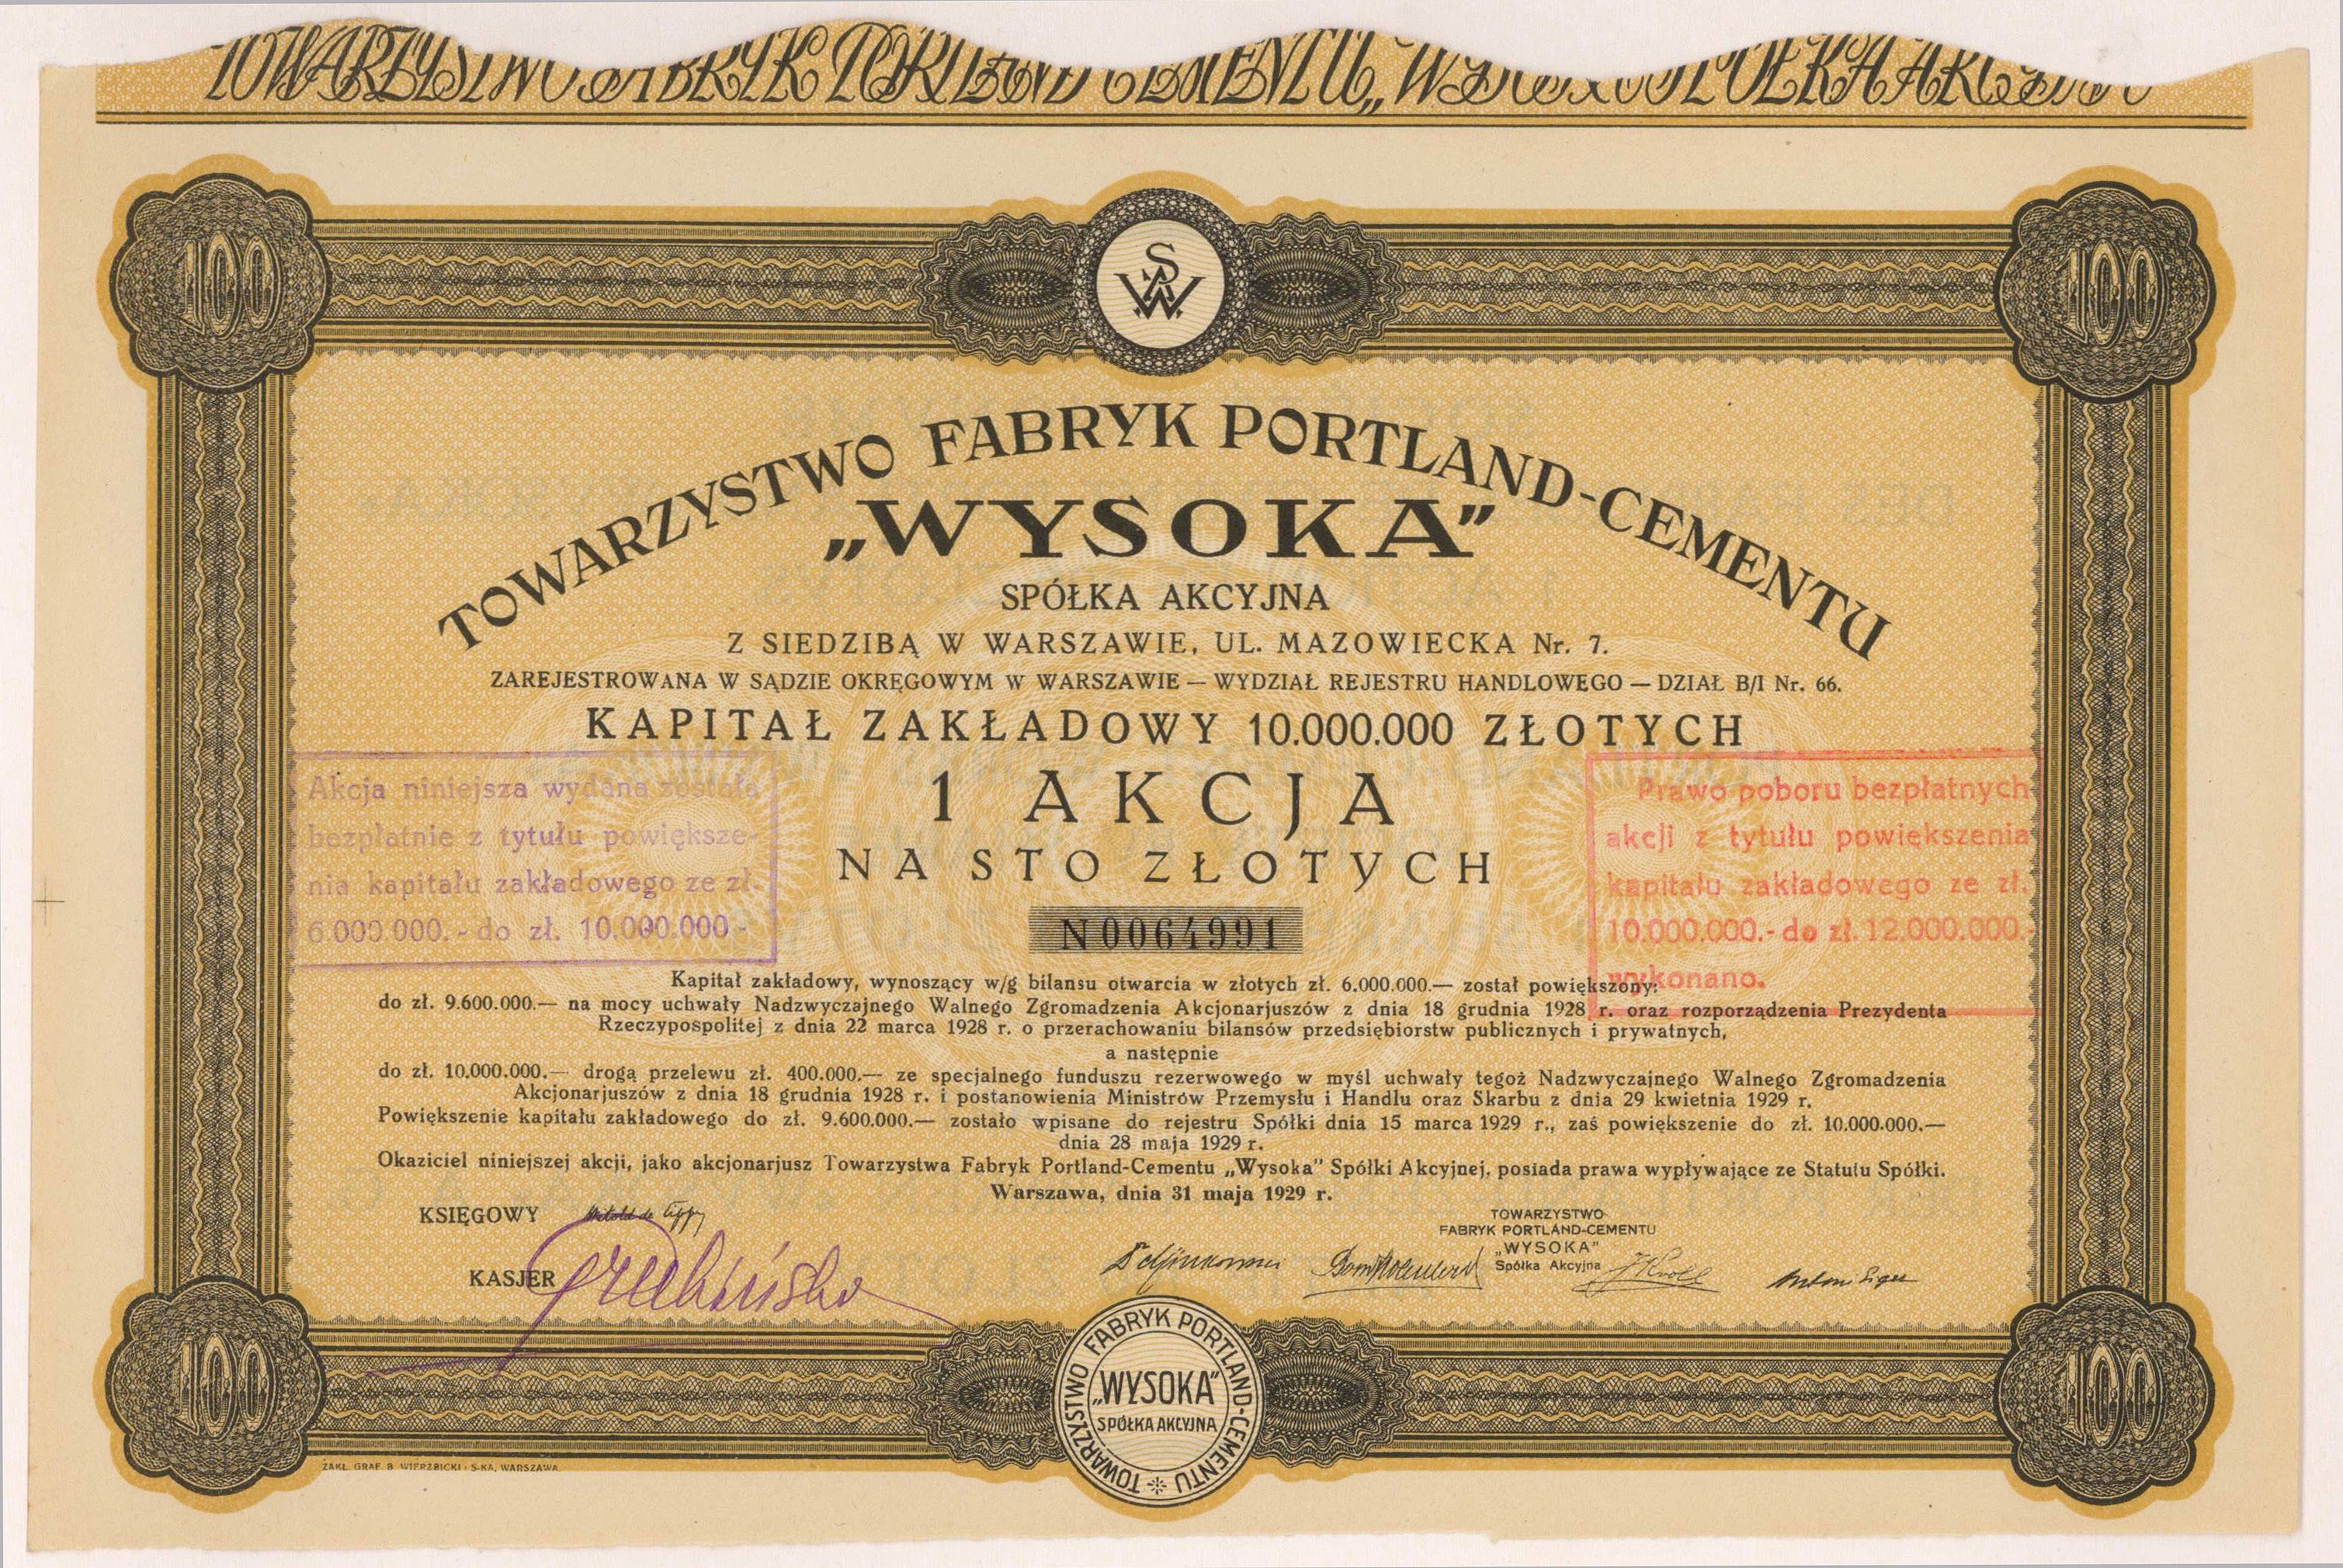 TOWARZYSTWO FABRYK PORTLAND CEMENTU „WYSOKA" SPÓŁKA AKCYJNA
100
S A W
100
TOWARZYSTWO FABRYK PORTLAND-CEMENTU
„WYSOKA"
SPÓŁKA AKCYJNA
Z SIEDZIBĄ W WARSZAWIE, UL. MAZOWIECKA Nr. 7.
ZAREJESTROWANA W SĄDZIE OKRĘGOWYM W WARSZAWIE — WYDZIAŁ REJESTRU HANDLOWEGO — DZIAŁ B/I Nr. 66.
KAPITAŁ ZAKŁADOWY 10.000.000 ZŁOTYCH
1 AKCJA
NA STO ZŁOTYCH
N0064991
Akcja niniejsza wydana została
bezpłatnie z tytułu powiększe-
nia kapitału zakładowego ze zł.
6.000.000.- do zł. 10.000.000-
Prawo poboru bezpłatnych
akcji z tytułu powiększenia
kapitału zakładowego ze zł.
10.000.000.- do zł. 12.000.000.-
wykonano.
Kapitał zakładowy, wynoszący w/g bilansu otwarcia w złotych zł. 6.000.000.— został powiększony:
do zł. 9.600.000.— na mocy uchwały Nadzwyczajnego Walnego Zgromadzenia Akcjonarjuszów z dnia 18 grudnia 1928 r. oraz rozporządzenia Prezydenta
Rzeczypospolitej z dnia 22 marca 1928 r. o przerachowaniu bilansów przedsiębiorstw publicznych i prywatnych,
a następnie
do zł. 10.000.000.— drogą przelewu zł. 400.000.— ze specjalnego funduszu rezerwowego w myśl uchwały tegoż Nadzwyczajnego Walnego Zgromadzenia
Akcjonarjuszów z dnia 18 grudnia 1928 r. i postanowienia Ministrów Przemysłu i Handlu oraz Skarbu z dnia 29 kwietnia 1929 r.
Powiększenie kapitału zakładowego do zł. 9.600.000.— zostało wpisane do rejestru Spółki dnia 15 marca 1929 r., zaś powiększenie do zł. 10.000.000.—
dnia 28 maja 1929 r.
Okaziciel niniejszej akcji, jako akcjonarjusz Towarzystwa Fabryk Portland-Cementu „Wysoka" Spółki Akcyjnej, posiada prawa wypływające ze Statutu Spółki.
Warszawa, dnia 31 maja 1929 r.
KSIĘGOWY
KASJER
TOWARZYSTWO
FABRYK PORTLAND-CEMENTU
„WYSOKA"
Spółka Akcyjna
100
TOWARZYSTWO FABRYK PORTLAND-CEMENTU
„WYSOKA"
SPÓŁKA AKCYJNA
100
ZAKŁ. GRAF. B. WIERZBICKI i S-KA, WARSZAWA